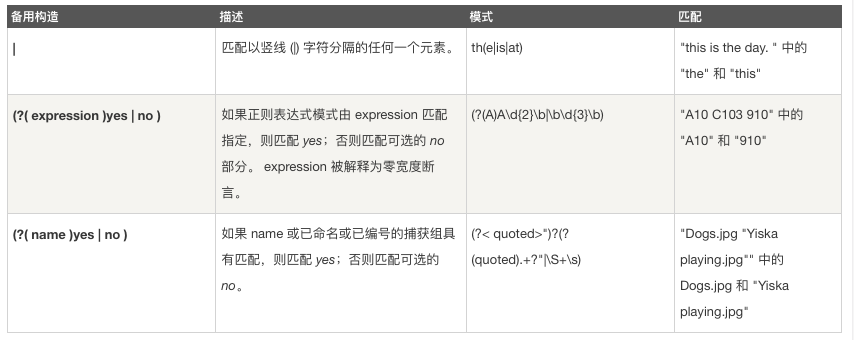 备用构造 描述 模式 匹配
| 匹配以竖线 (|) 字符分隔的任何一个元素。 th(e|is|at) "this is the day. " 中的
"the" 和 "this"
(?( expression )yes | no ) 如果正则表达式模式由 expression 匹配 (?(A)A\d{2}\b|\b\d{3}\b) "A10 C103 910" 中的
指定，则匹配 yes；否则匹配可选的 no "A10" 和 "910"
部分。 expression 被解释为零宽度断
言。
(?( name )yes | no ) 如果 name 或已命名或已编号的捕获组具 (?< quoted>")?(? "Dogs.jpg "Yiska
有匹配，则匹配 yes；否则匹配可选的 (quoted).+?"|\S+\s) playing.jpg"" 中的
no。 Dogs.jpg 和 "Yiska
playing.jpg"